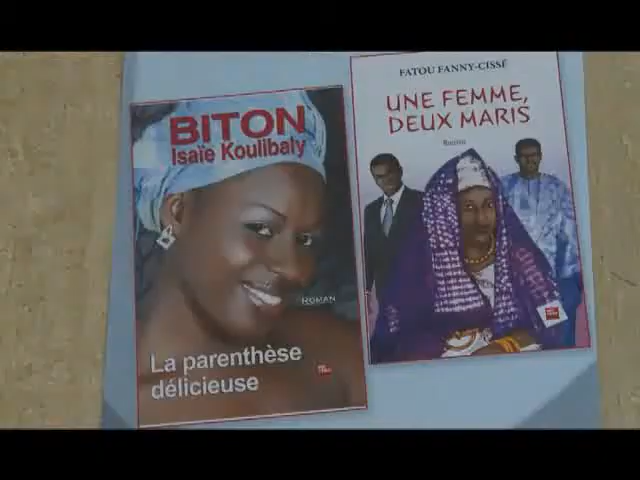 BITON
Isaïe Koulibaly
ROMAN
La parenthèse
délicieuse
FATOU FANNY-CISSÉ
UNE FEMME,
DEUX MARIS
Roman